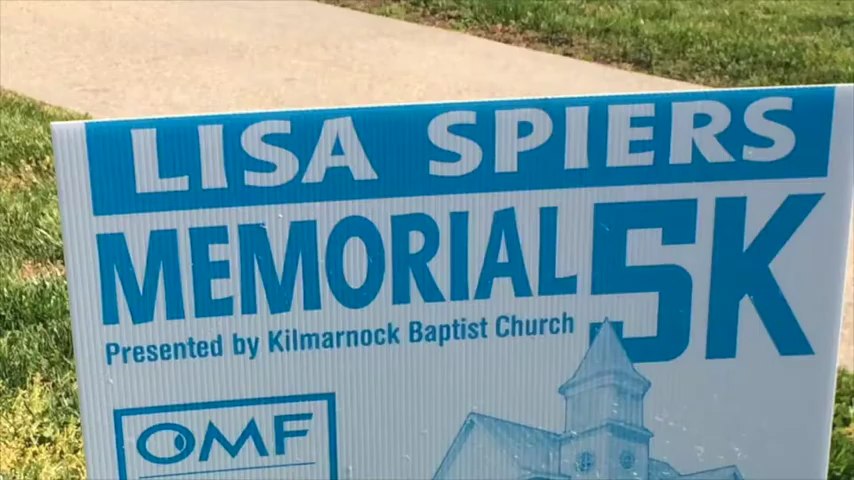 LISA SPIERS
MEMORIAL 5K
Presented by Kilmarnock Baptist Church
OMF